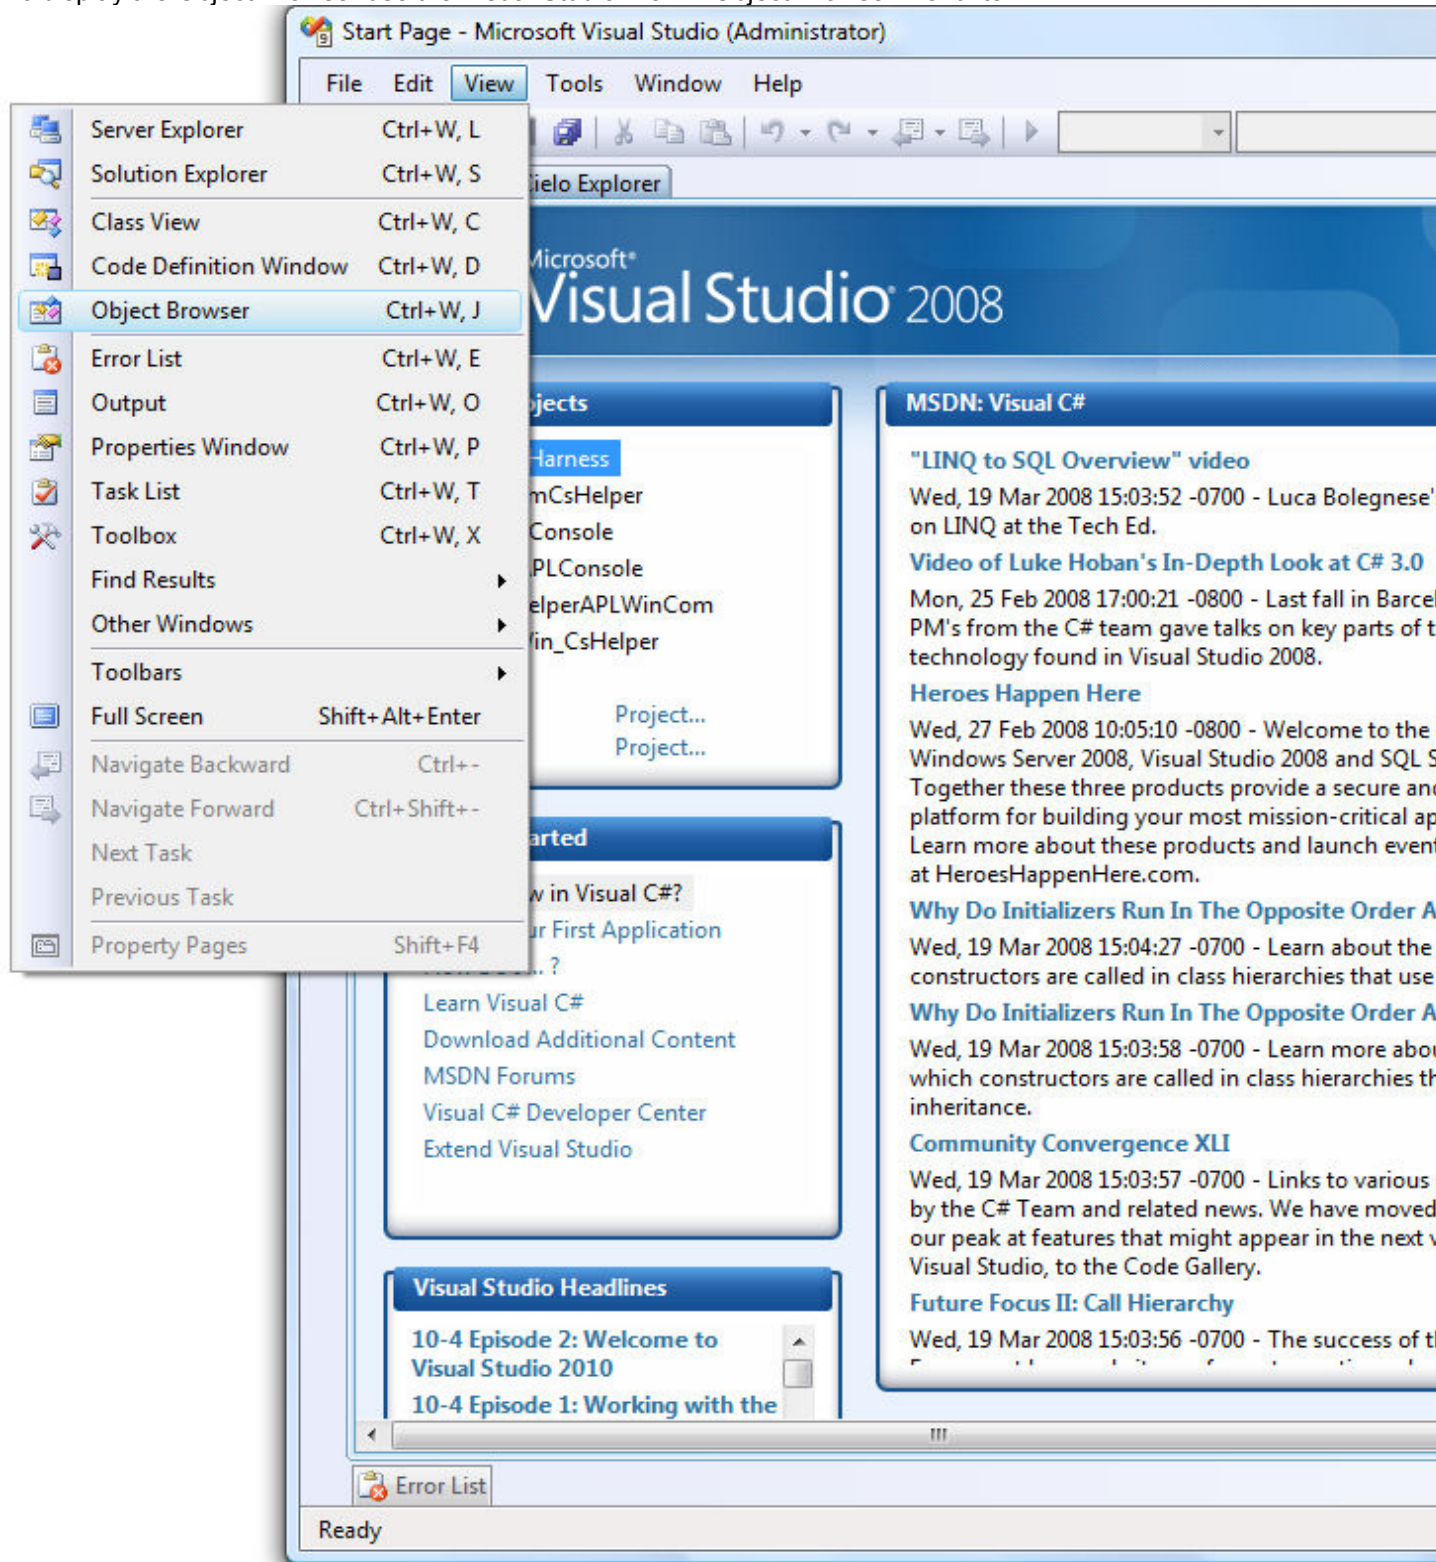 Start Page - Microsoft Visual Studio (Administrator)
File Edit View Tools Window Help
Server Explorer Ctrl+W, L
Solution Explorer Ctrl+W, S
Class View Ctrl+W, C
Code Definition Window Ctrl+W, D
Object Browser Ctrl+W, J
Error List Ctrl+W, E
Output Ctrl+W, O
Properties Window Ctrl+W, P
Task List Ctrl+W, T
Toolbox Ctrl+W, X
Find Results
Other Windows
Toolbars
Full Screen Shift+Alt+Enter
Navigate Backward Ctrl+-
Navigate Forward Ctrl+Shift+-
Next Task
Previous Task
Property Pages Shift+F4
ielo Explorer
Microsoft®
Visual Studio® 2008
jects
Harness
mCsHelper
Console
PLConsole
elperAPLWinCom
in_CsHelper
Project...
Project...
arted
w in Visual C#?
ur First Application
... ?
Learn Visual C#
Download Additional Content
MSDN Forums
Visual C# Developer Center
Extend Visual Studio
Visual Studio Headlines
10-4 Episode 2: Welcome to
Visual Studio 2010
10-4 Episode 1: Working with the
MSDN: Visual C#
"LINQ to SQL Overview" video
Wed, 19 Mar 2008 15:03:52 -0700 - Luca Bolegnese'
on LINQ at the Tech Ed.
Video of Luke Hoban's In-Depth Look at C# 3.0
Mon, 25 Feb 2008 17:00:21 -0800 - Last fall in Barcel
PM's from the C# team gave talks on key parts of t
technology found in Visual Studio 2008.
Heroes Happen Here
Wed, 27 Feb 2008 10:05:10 -0800 - Welcome to the
Windows Server 2008, Visual Studio 2008 and SQL S
Together these three products provide a secure and
platform for building your most mission-critical ap
Learn more about these products and launch event
at HeroesHappenHere.com.
Why Do Initializers Run In The Opposite Order A
Wed, 19 Mar 2008 15:04:27 -0700 - Learn about the
constructors are called in class hierarchies that use
Why Do Initializers Run In The Opposite Order A
Wed, 19 Mar 2008 15:03:58 -0700 - Learn more abou
which constructors are called in class hierarchies th
inheritance.
Community Convergence XLI
Wed, 19 Mar 2008 15:03:57 -0700 - Links to various
by the C# Team and related news. We have moved
our peak at features that might appear in the next v
Visual Studio, to the Code Gallery.
Future Focus II: Call Hierarchy
Wed, 19 Mar 2008 15:03:56 -0700 - The success of t
Error List
Ready